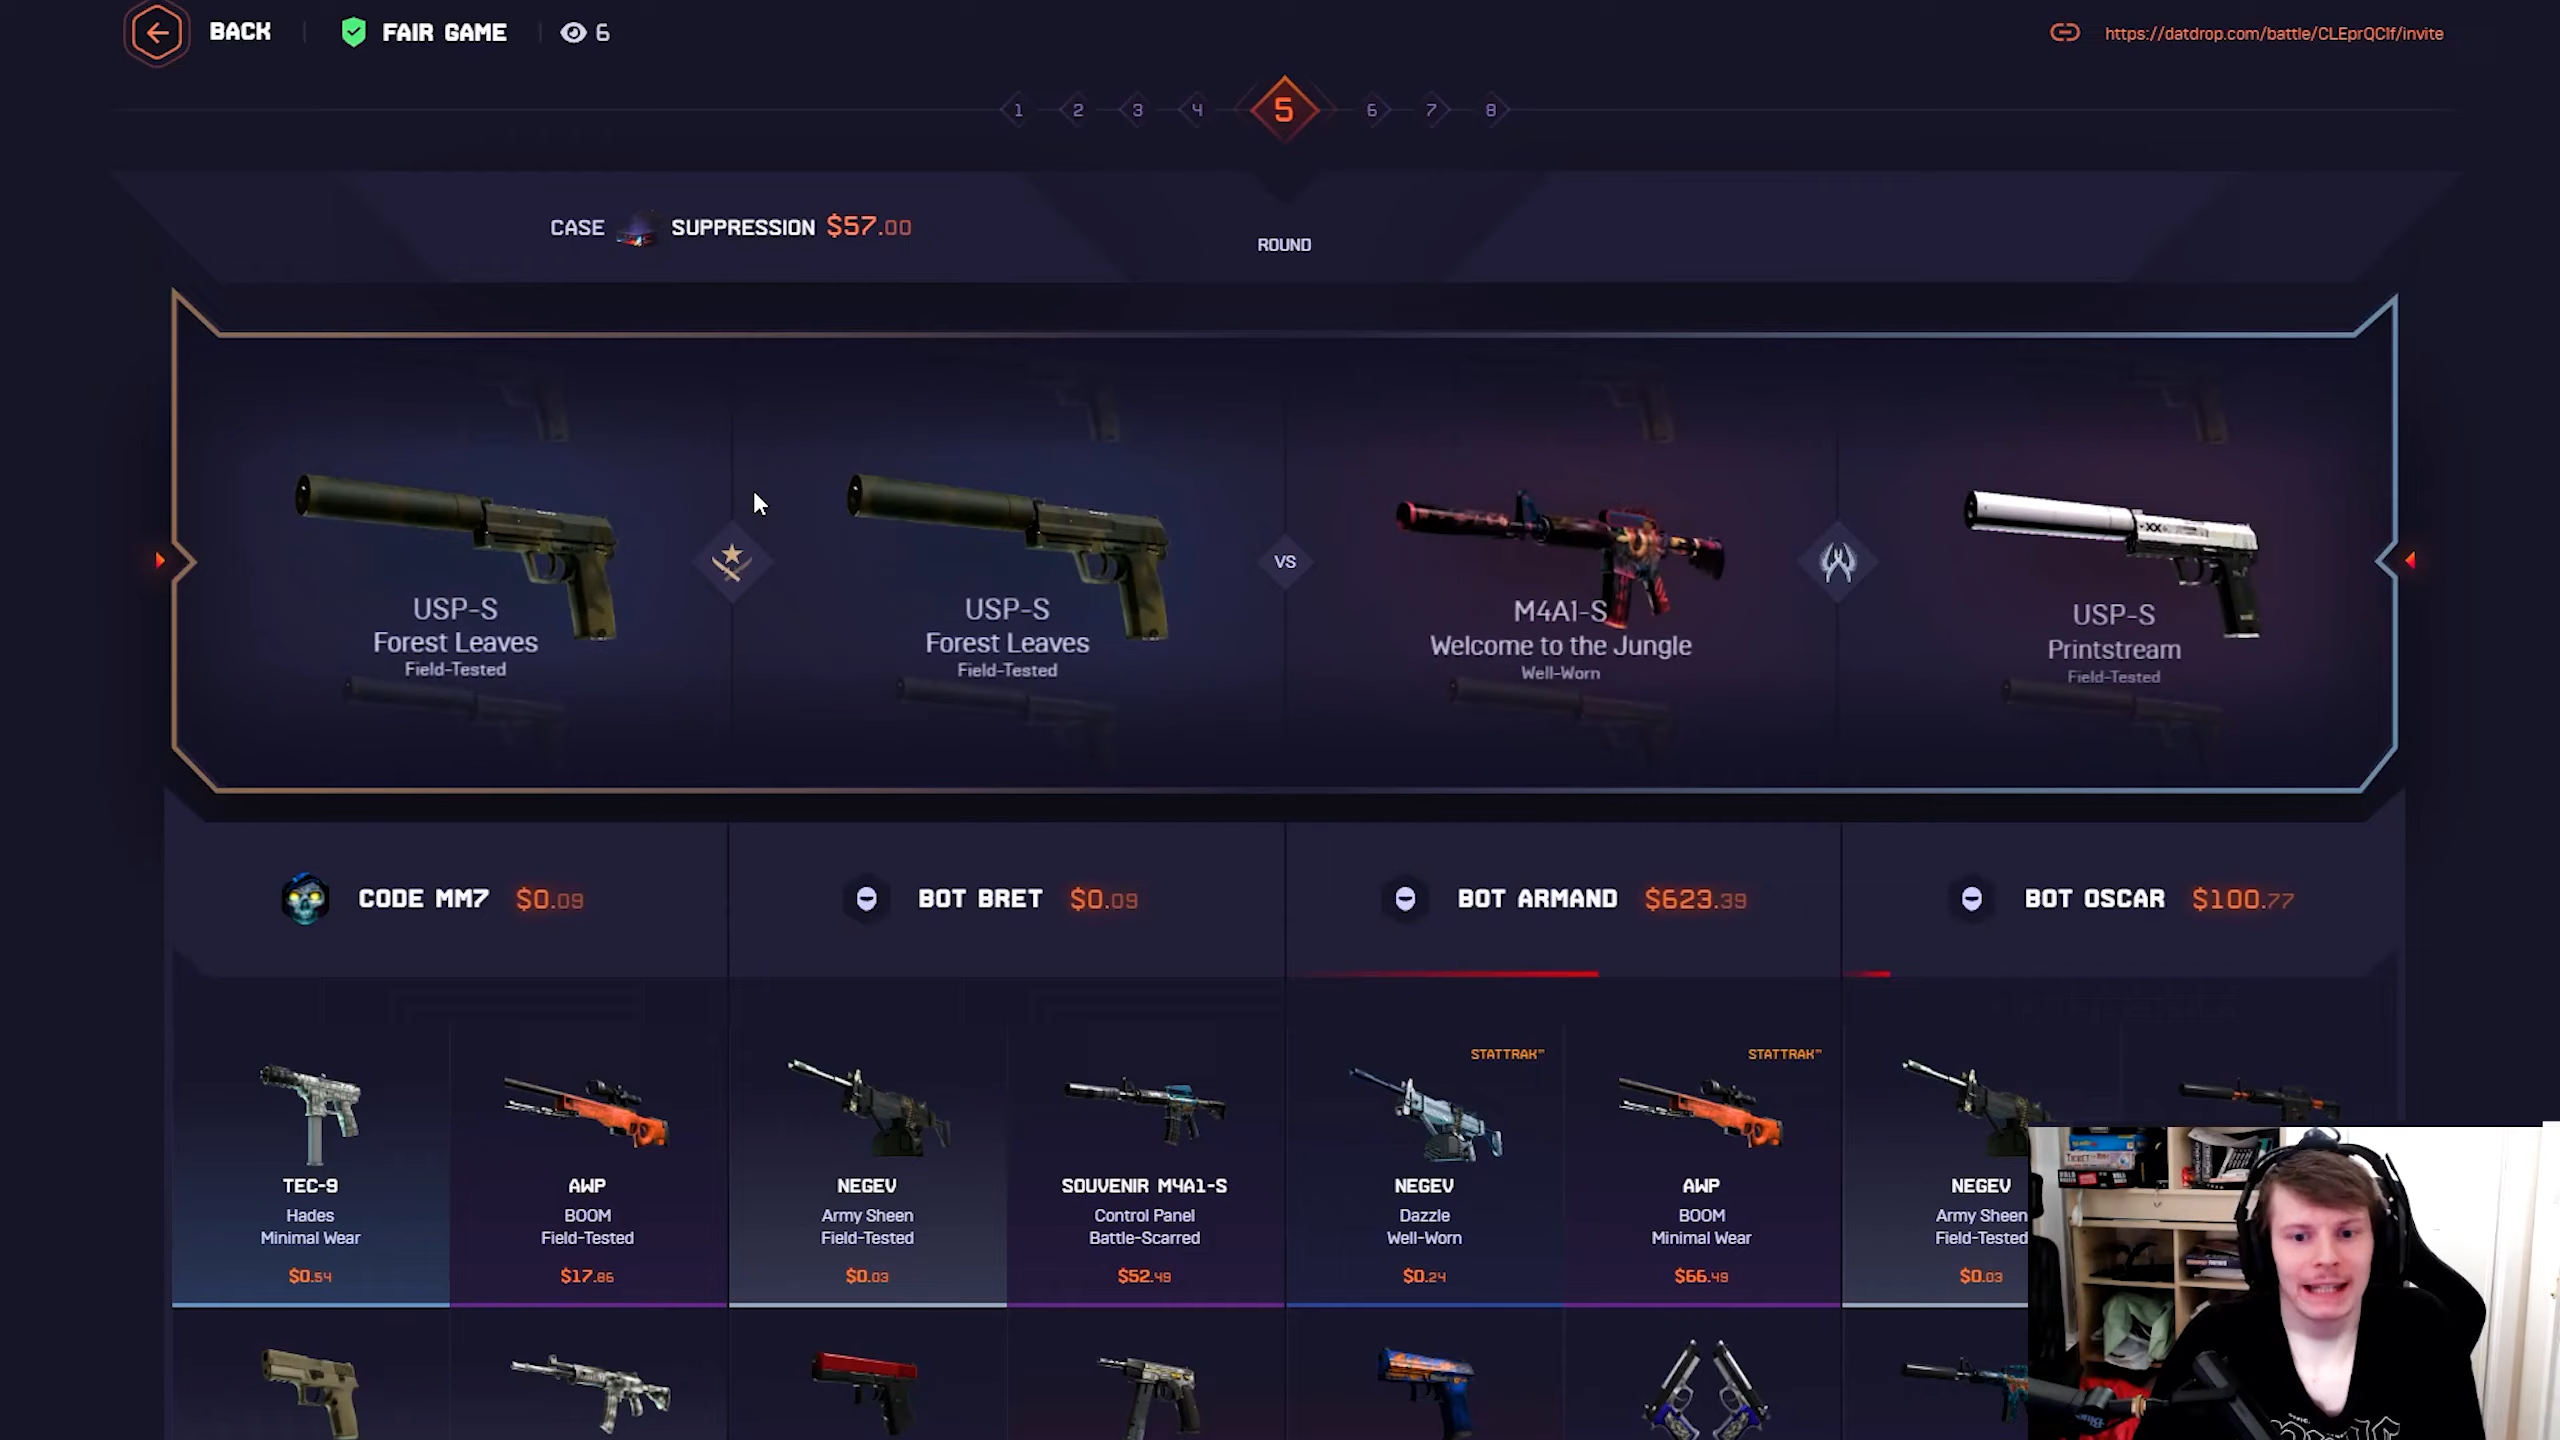 BACK
FAIR GAME
6
https://datdrop.com/battle/CLEprQC1f/invite
1 2 3 4 5 6 7 8
CASE SUPPRESSION $57.00
ROUND
USP-S
Forest Leaves
Field-Tested
USP-S
Forest Leaves
Field-Tested
VS
M4A1-S
Welcome to the Jungle
Well-Worn
USP-S
Printstream
Field-Tested
CODE MM7 $0.09
BOT BRET $0.09
BOT ARMAND $623.39
BOT OSCAR $100.77
TEC-9
Hades
Minimal Wear
$0.54
AWP
BOOM
Field-Tested
$17.86
NEGEV
Army Sheen
Field-Tested
$0.03
SOUVENIR M4A1-S
Control Panel
Battle-Scarred
$52.49
STATTRAK™
NEGEV
Dazzle
Well-Worn
$0.24
STATTRAK™
AWP
BOOM
Minimal Wear
$66.49
NEGEV
Army Sheen
Field-Tested
$0.03